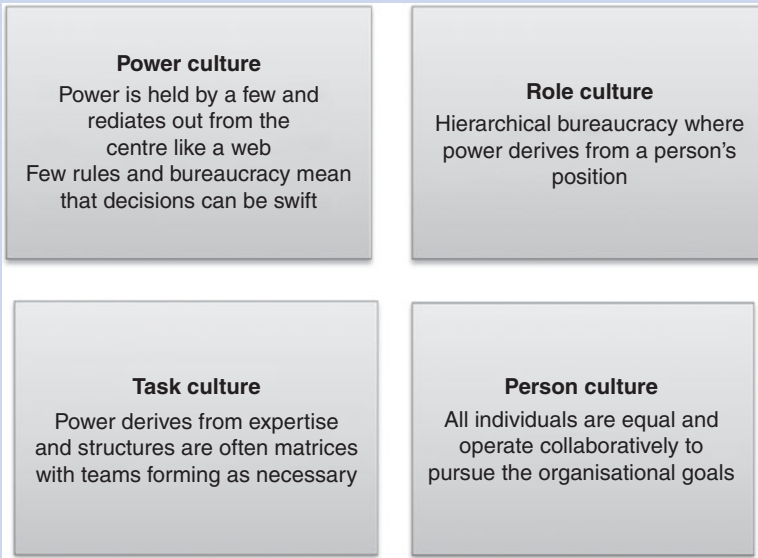 Power culture
Power is held by a few and
rediates out from the
centre like a web
Few rules and bureaucracy mean
that decisions can be swift
Role culture
Hierarchical bureaucracy where
power derives from a person's
position
Task culture
Power derives from expertise
and structures are often matrices
with teams forming as necessary
Person culture
All individuals are equal and
operate collaboratively to
pursue the organisational goals